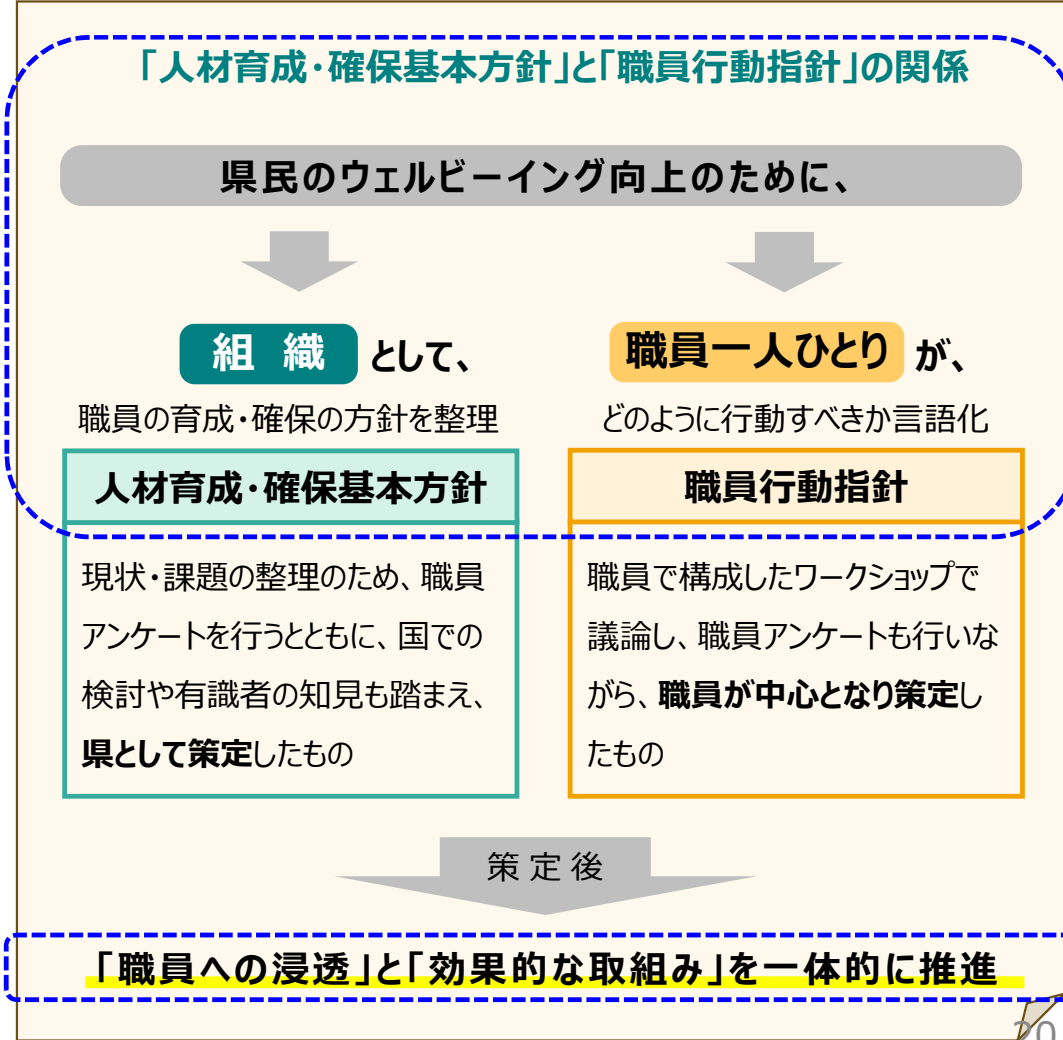 「人材育成・確保基本方針」と「職員行動指針」の関係
県民のウェルビーイング向上のために、
組 織 として、
職員の育成・確保の方針を整理
人材育成・確保基本方針
現状・課題の整理のため、職員
アンケートを行うとともに、国での
検討や有識者の知見も踏まえ、
県として策定したもの
職員一人ひとり が、
どのように行動すべきか言語化
職員行動指針
職員で構成したワークショップで
議論し、職員アンケートも行いな
がら、職員が中心となり策定し
たもの
策定後
「職員への浸透」と「効果的な取組み」を一体的に推進
20